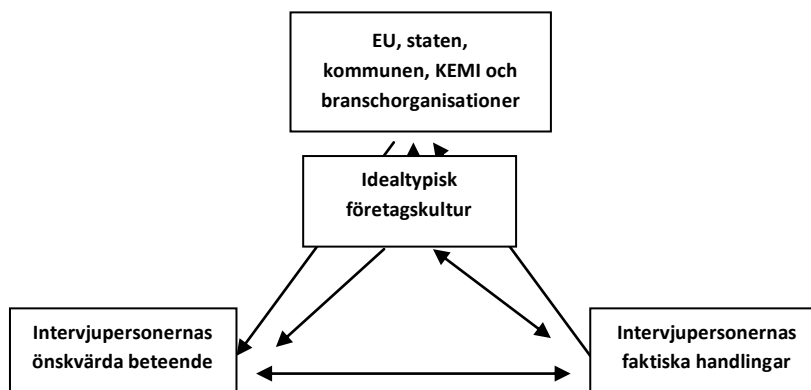 EU, staten,
kommunen, KEMI och
branschorganisationer
Idealtypisk
företagskultur
Intervjupersonernas
önskvärda beteende
Intervjupersonernas
faktiska handlingar